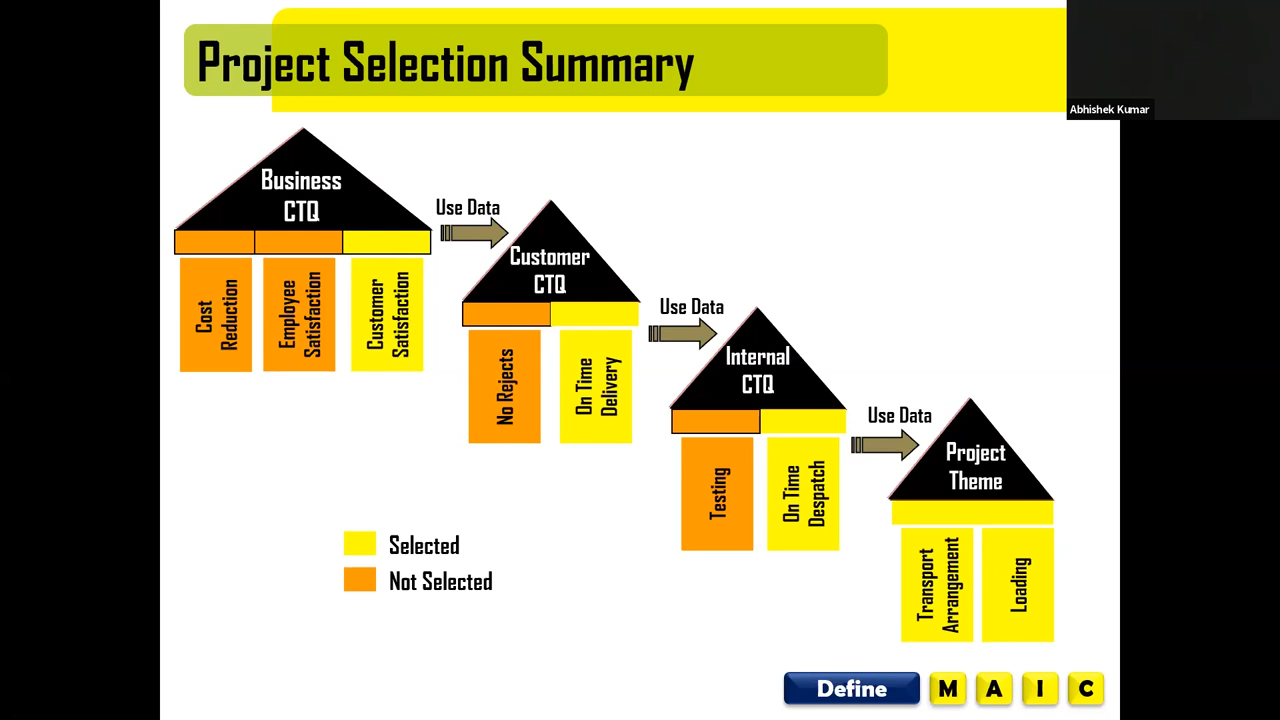 Project Selection Summary
Abhishek Kumar
Business
CTQ
Use Data
Cost
Reduction
Employee
Satisfaction
Customer
Satisfaction
Customer
CTQ
Use Data
No Rejects
On Time
Delivery
Internal
CTQ
Use Data
Testing
On Time
Despatch
Project
Theme
Transport
Arrangement
Loading
Selected
Not Selected
Define M A I C